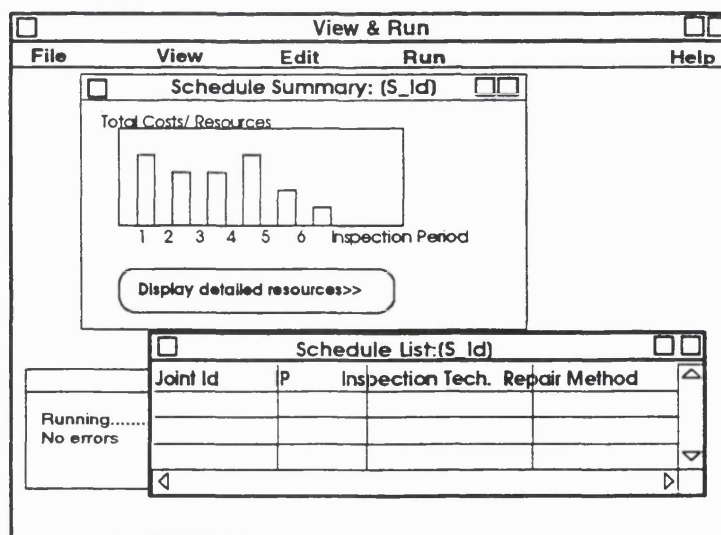 View & Run
File View Edit Run Help
Schedule Summary: (S_Id)
Total Costs/ Resources
1 2 3 4 5 6 Inspection Period
Display detailed resources>>
Schedule List:(S_Id)
Joint Id P Inspection Tech. Repair Method
Running........
No errors